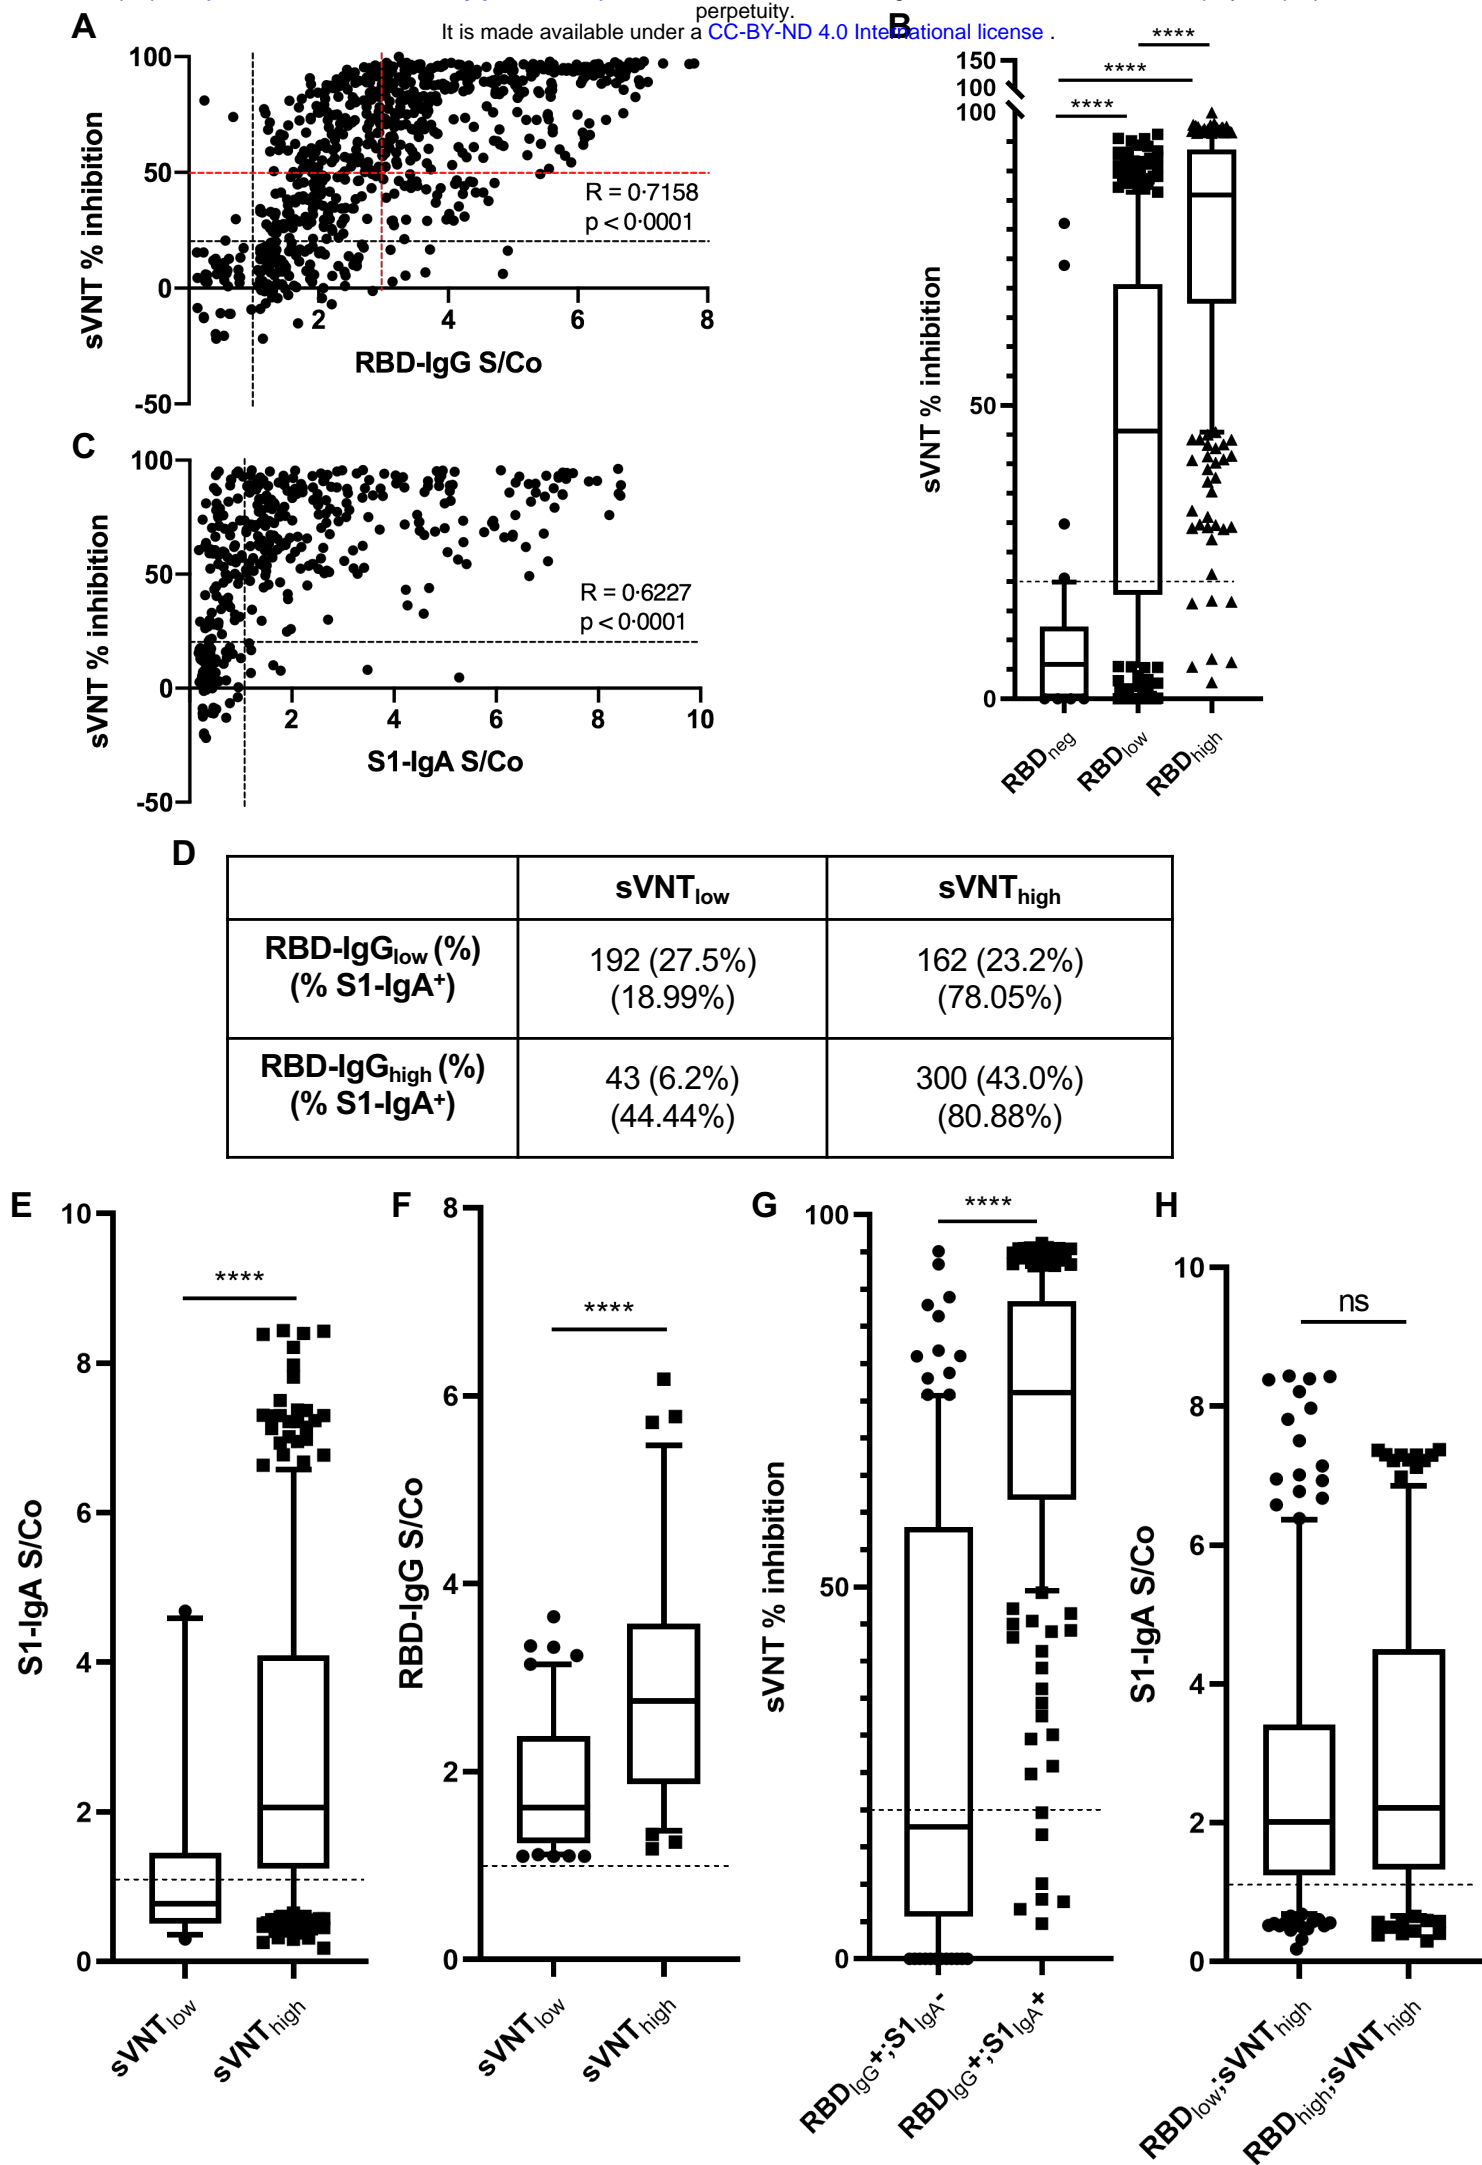 perpetuity.
It is made available under a CC-BY-ND 4.0 International license .
A
100
50
0
-50
sVNT % inhibition
R = 0·7158
p < 0·0001
2
4
6
8
RBD-IgG S/Co
B
150
100
100
50
0
sVNT % inhibition
****
****
****
RBDneg
RBDlow
RBDhigh
C
100
50
0
-50
sVNT % inhibition
R = 0·6227
p < 0·0001
2
4
6
8
10
S1-IgA S/Co
D
sVNTlow
sVNThigh
RBD-IgGlow (%)
(% S1-IgA+)
192 (27.5%)
(18.99%)
162 (23.2%)
(78.05%)
RBD-IgGhigh (%)
(% S1-IgA+)
43 (6.2%)
(44.44%)
300 (43.0%)
(80.88%)
E
10
8
6
4
2
0
S1-IgA S/Co
****
sVNTlow
sVNThigh
F
8
6
4
2
0
RBD-IgG S/Co
****
sVNTlow
sVNThigh
G
100
50
0
sVNT % inhibition
****
RBDIgG+;S1IgA-
RBDIgG+;S1IgA+
H
10
8
6
4
2
0
S1-IgA S/Co
ns
RBDlow;sVNThigh
RBDhigh;sVNThigh